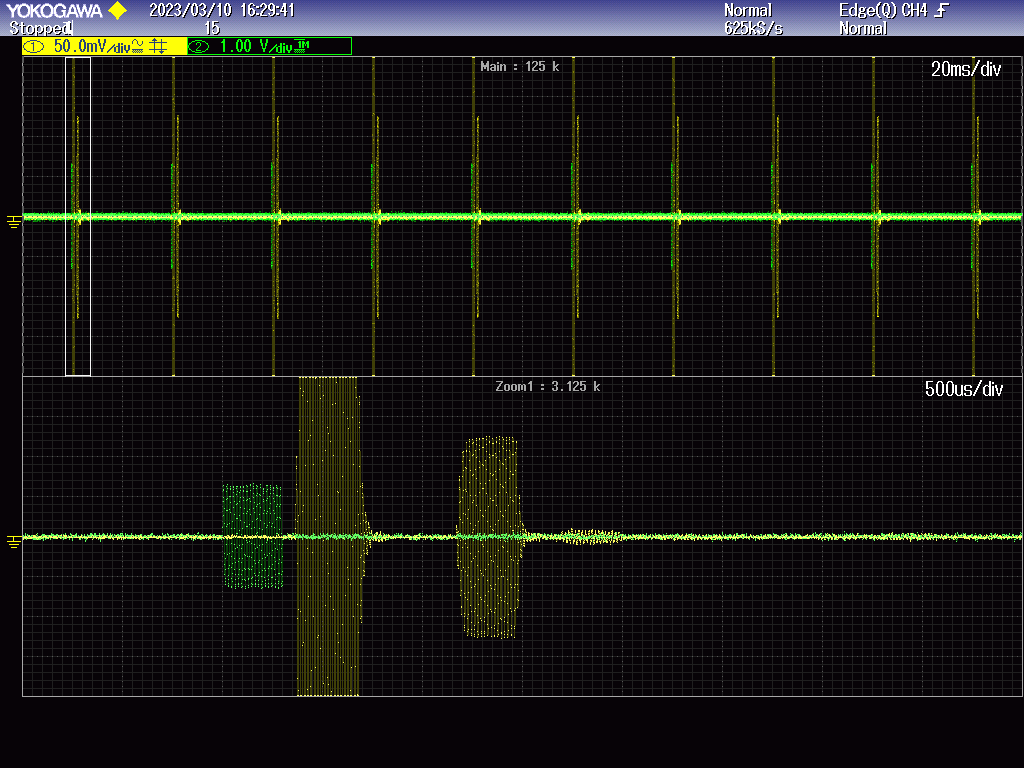 YOKOGAWA 2023/03/10 16:29:41 Normal Edge(Q) CH4
Stopped 15 625kS/s Normal
1 50.0mV/div 2 1.00 V/div 1M
Main : 125 k 20ms/div
Zoom1 : 3.125 k 500us/div